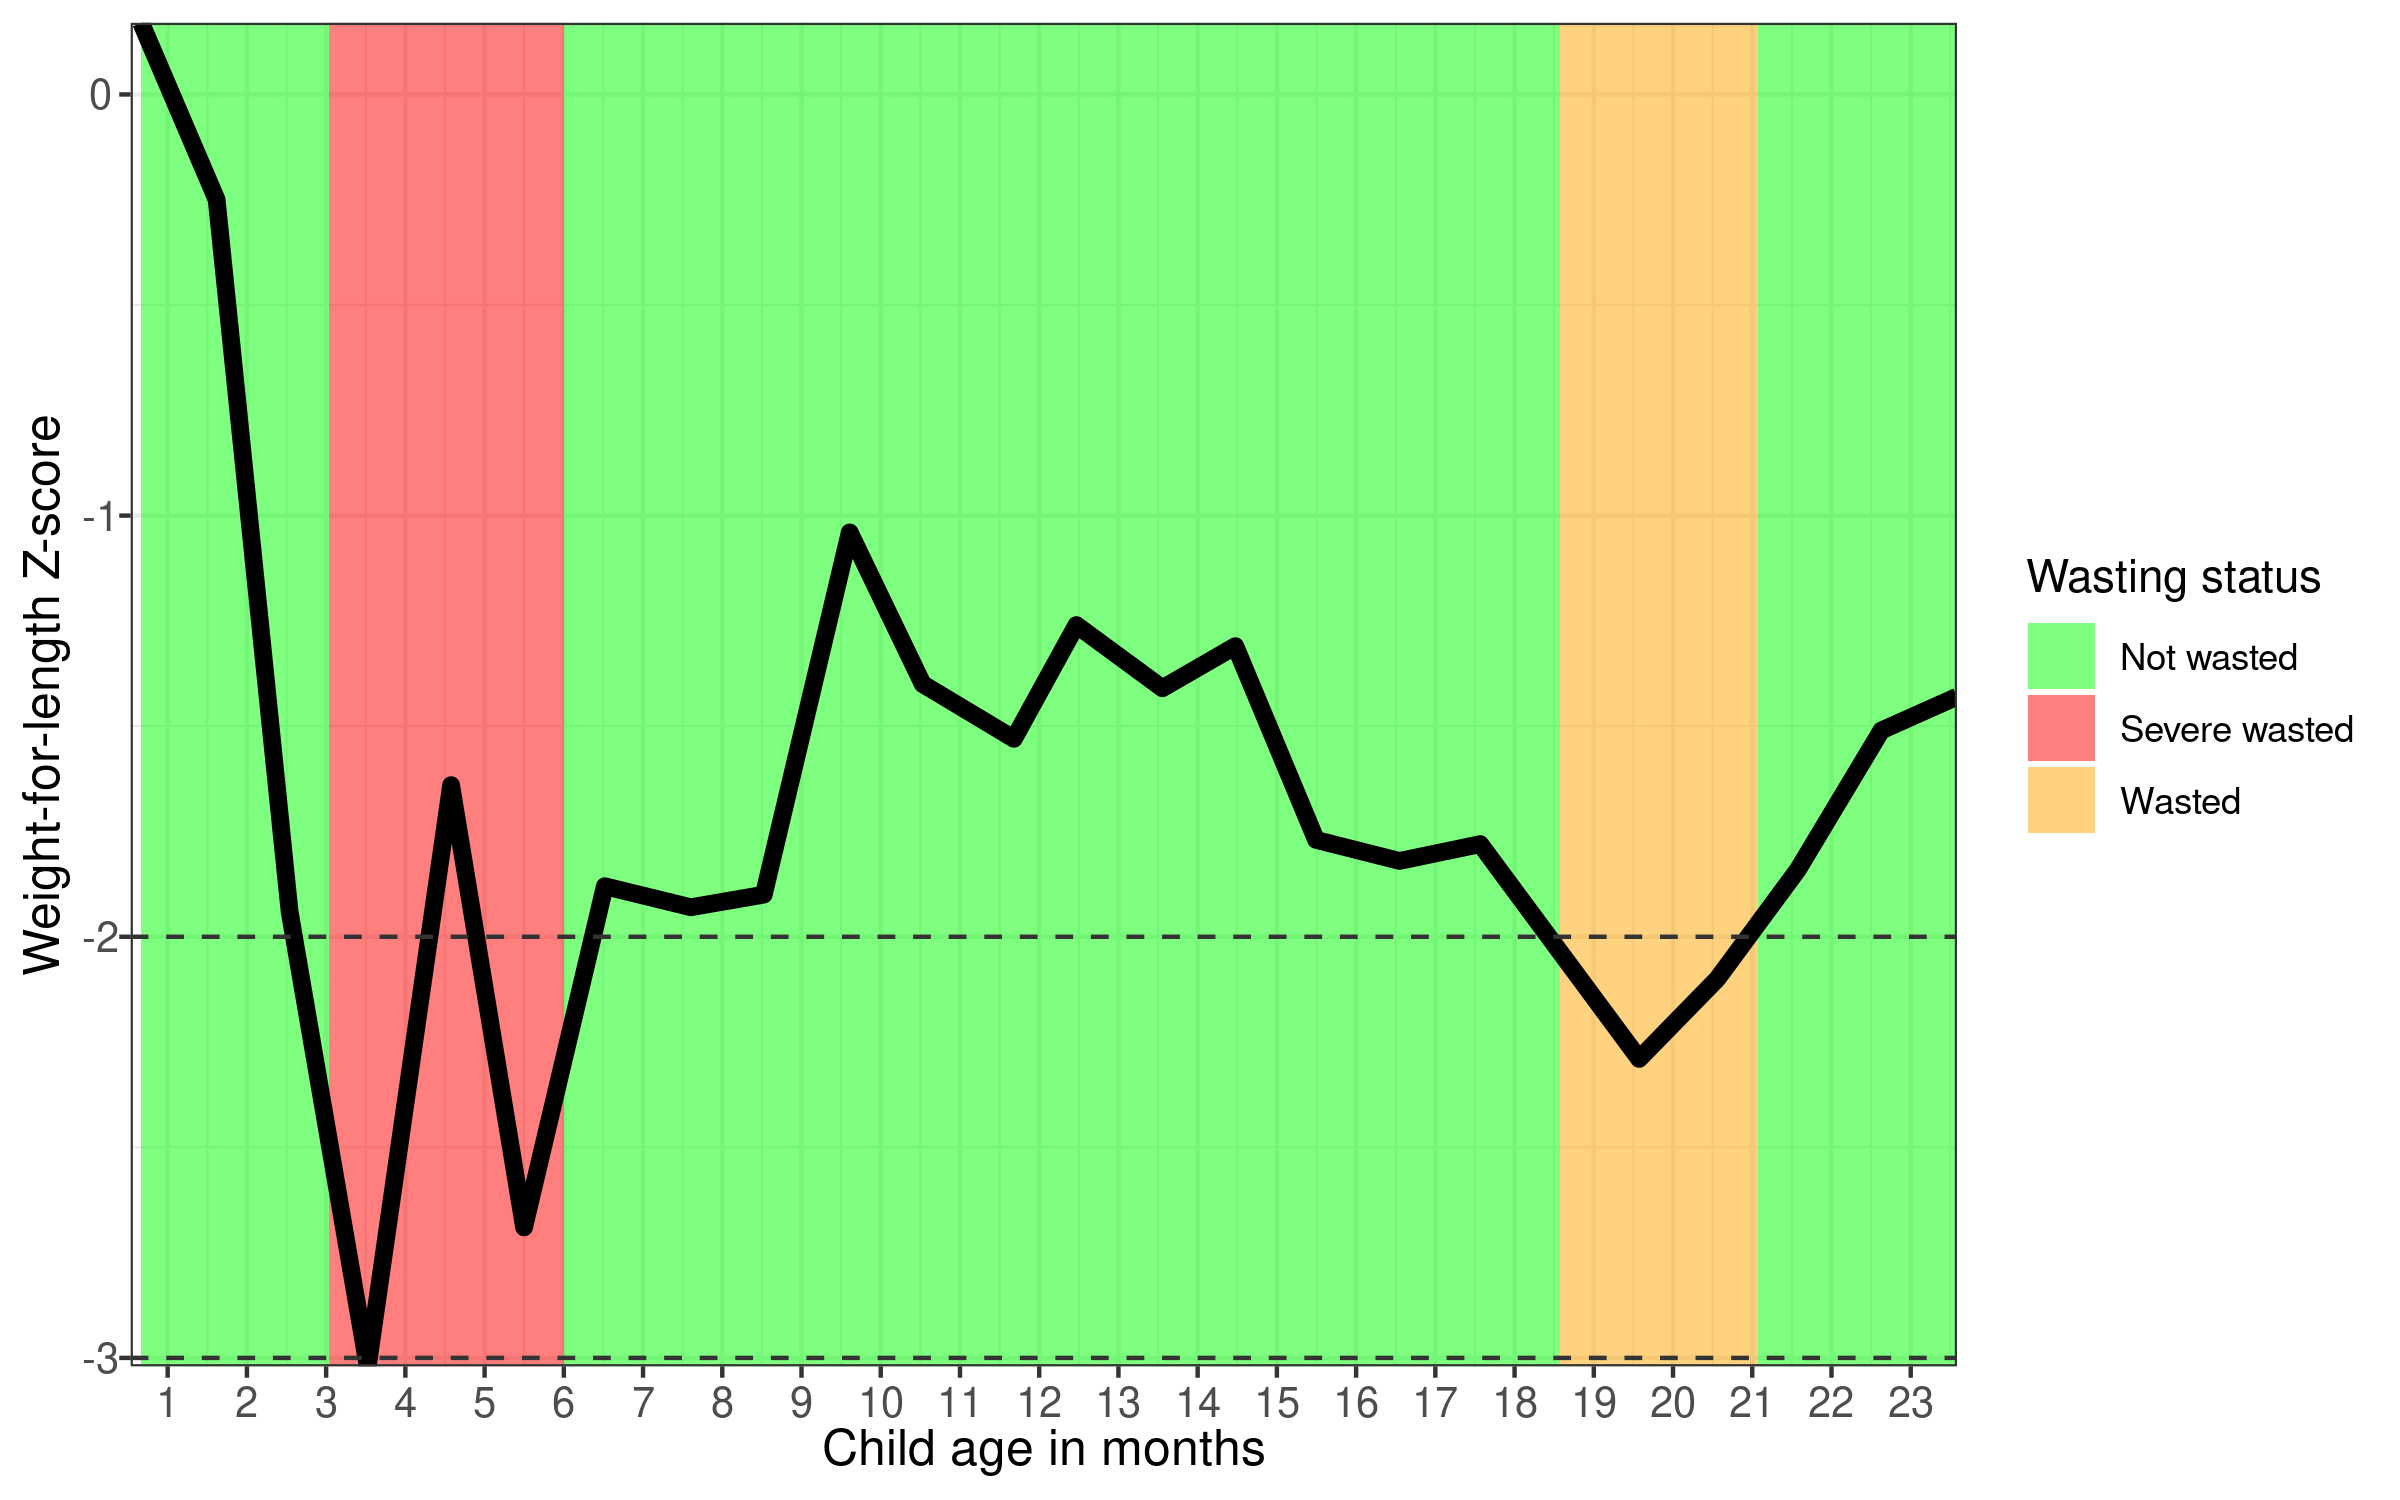 Weight-for-length Z-score
0
-1
-2
-3
1 2 3 4 5 6 7 8 9 10 11 12 13 14 15 16 17 18 19 20 21 22 23
Child age in months
Wasting status
Not wasted
Severe wasted
Wasted